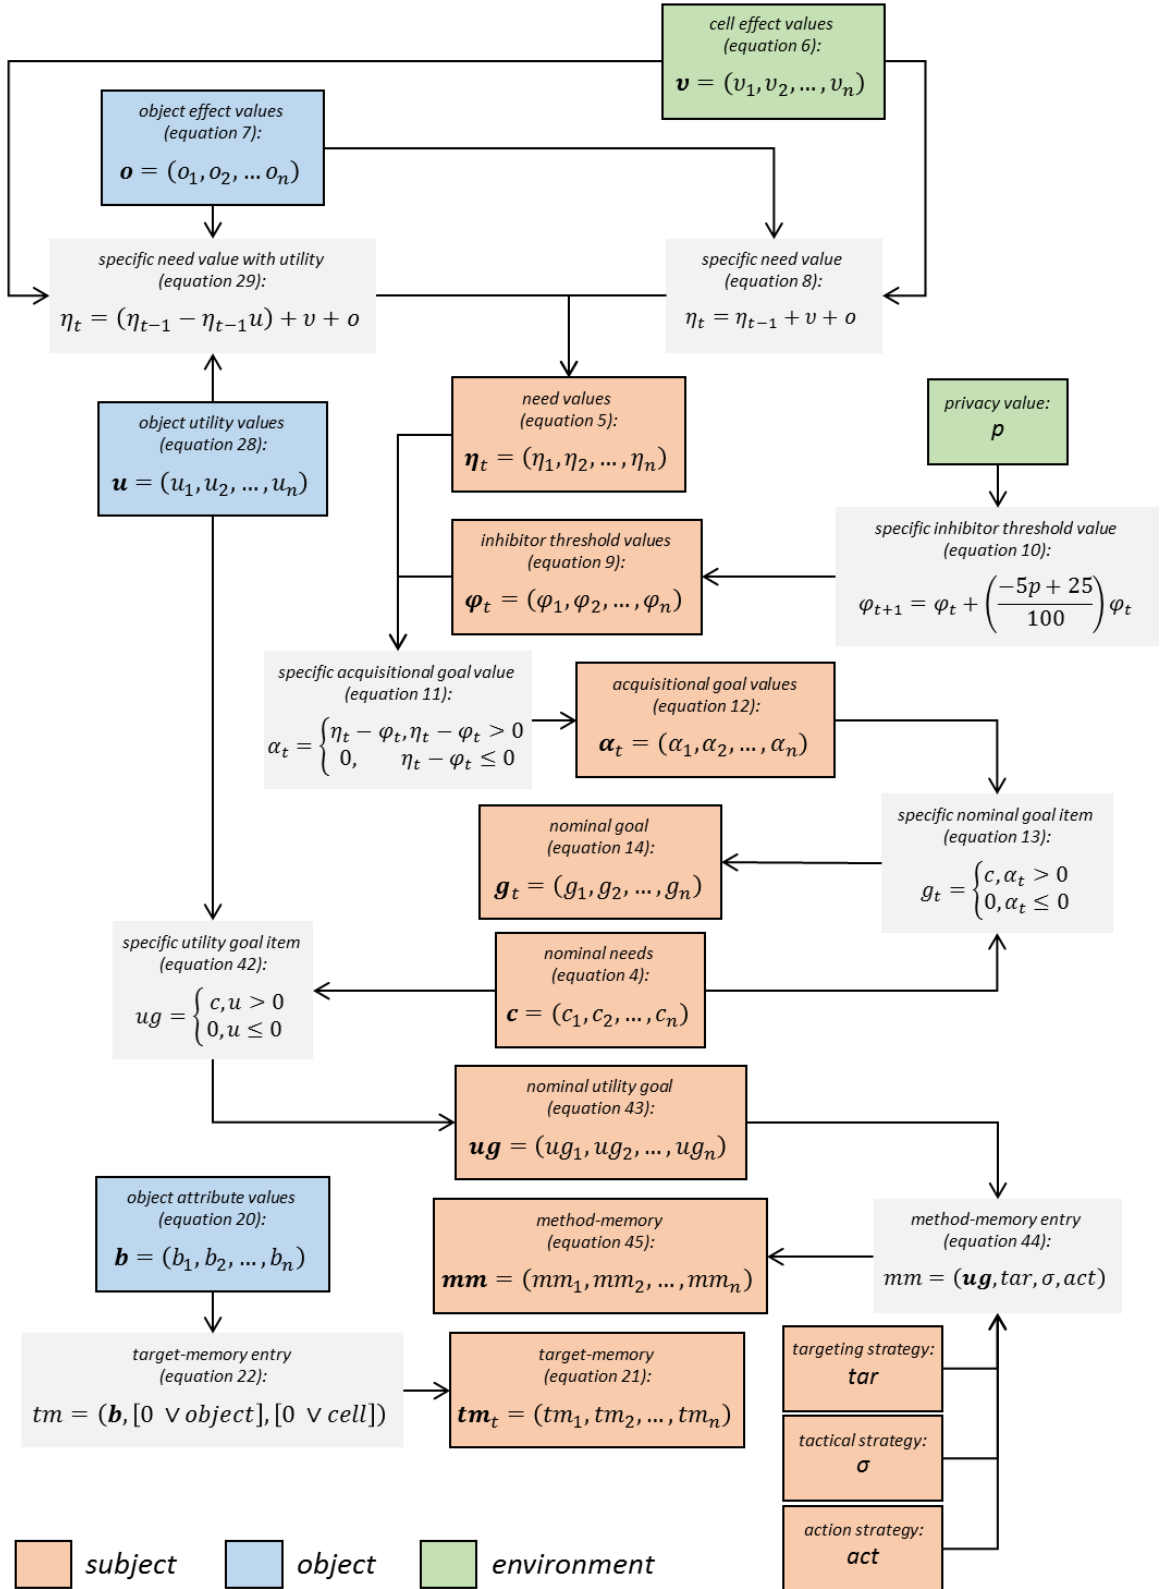 cell effect values
(equation 6):
𝝊 = (υ₁, υ₂, … , υₙ)
object effect values
(equation 7):
𝒐 = (o₁, o₂, … oₙ)
specific need value with utility
(equation 29):
ηₜ = (ηₜ₋₁ − ηₜ₋₁u) + υ + o
specific need value
(equation 8):
ηₜ = ηₜ₋₁ + υ + o
need values
(equation 5):
𝜼ₜ = (η₁, η₂, … , ηₙ)
privacy value:
p
object utility values
(equation 28):
𝒖 = (u₁, u₂, … , uₙ)
inhibitor threshold values
(equation 9):
𝝋ₜ = (φ₁, φ₂, … , φₙ)
specific inhibitor threshold value
(equation 10):
φₜ₊₁ = φₜ + ((−5p + 25)/100) φₜ
specific acquisitional goal value
(equation 11):
αₜ = { ηₜ − φₜ, ηₜ − φₜ > 0
0, ηₜ − φₜ ≤ 0
acquisitional goal values
(equation 12):
𝜶ₜ = (α₁, α₂, … , αₙ)
nominal goal
(equation 14):
𝒈ₜ = (g₁, g₂, … , gₙ)
specific nominal goal item
(equation 13):
gₜ = { c, αₜ > 0
0, αₜ ≤ 0
specific utility goal item
(equation 42):
ug = { c, u > 0
0, u ≤ 0
nominal needs
(equation 4):
𝒄 = (c₁, c₂, … , cₙ)
nominal utility goal
(equation 43):
𝒖𝒈 = (ug₁, ug₂, … , ugₙ)
object attribute values
(equation 20):
𝒃 = (b₁, b₂, … , bₙ)
method-memory
(equation 45):
𝒎𝒎 = (mm₁, mm₂, … , mmₙ)
method-memory entry
(equation 44):
mm = (𝒖𝒈, tar, σ, act)
target-memory entry
(equation 22):
tm = (𝒃, [0 ∨ object], [0 ∨ cell])
target-memory
(equation 21):
𝒕𝒎ₜ = (tm₁, tm₂, … , tmₙ)
targeting strategy:
tar
tactical strategy:
σ
action strategy:
act
subject
object
environment